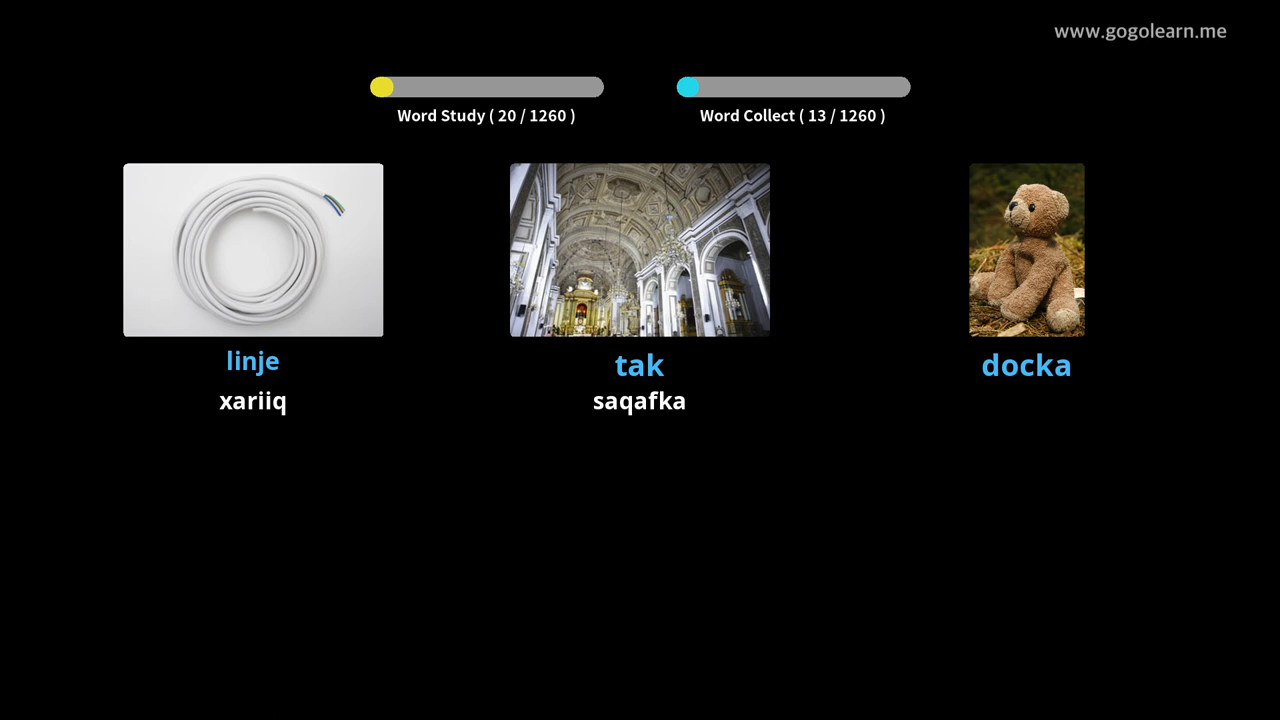 www.gogolearn.me
Word Study ( 20 / 1260 )
Word Collect ( 13 / 1260 )
linje
tak
docka
xariiq
saqafka